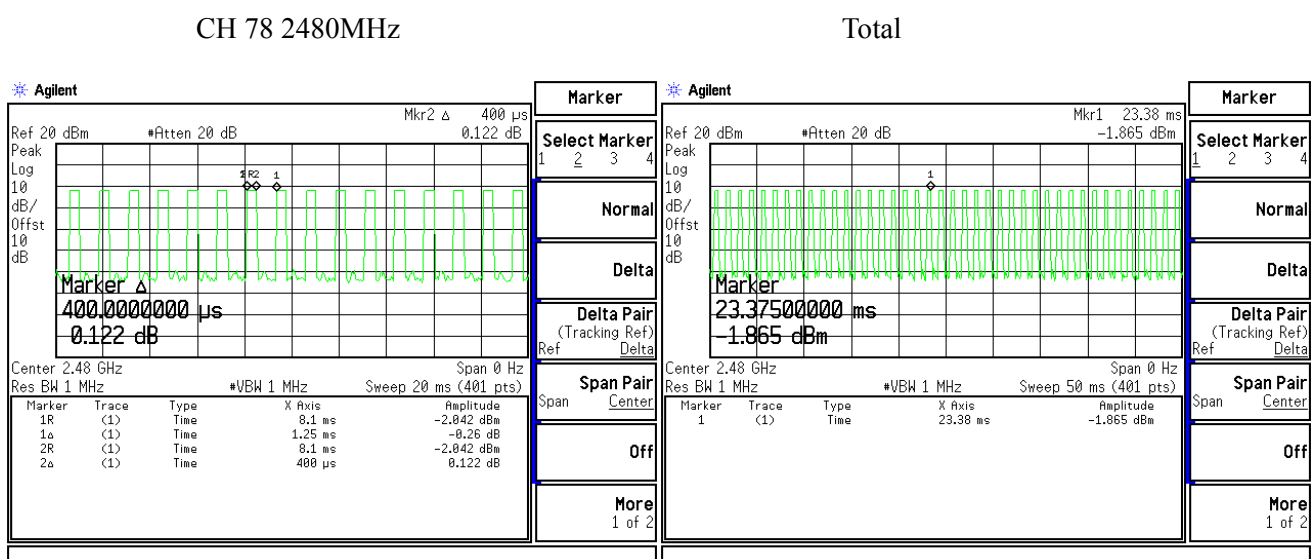 CH 78 2480MHz
Total
Agilent
Mkr2 Δ 400 µs
Ref 20 dBm #Atten 20 dB 0.122 dB
Peak
Log
10
dB/
Offst
10
dB
R2 1
Marker Δ
400.0000000 µs
0.122 dB
Center 2.48 GHz Span 0 Hz
Res BW 1 MHz #VBW 1 MHz Sweep 20 ms (401 pts)
Marker Trace Type X Axis Amplitude
1R (1) Time 8.1 ms -2.042 dBm
1Δ (1) Time 1.25 ms -0.26 dB
2R (1) Time 8.1 ms -2.042 dBm
2Δ (1) Time 400 µs 0.122 dB
Marker
Select Marker
1 2 3 4
Normal
Delta
Delta Pair
(Tracking Ref)
Ref Delta
Span Pair
Span Center
Off
More
1 of 2
Agilent
Mkr1 23.38 ms
Ref 20 dBm #Atten 20 dB -1.865 dBm
Peak
Log
10
dB/
Offst
10
dB
1
Marker
23.37500000 ms
-1.865 dBm
Center 2.48 GHz Span 0 Hz
Res BW 1 MHz #VBW 1 MHz Sweep 50 ms (401 pts)
Marker Trace Type X Axis Amplitude
1 (1) Time 23.38 ms -1.865 dBm
Marker
Select Marker
1 2 3 4
Normal
Delta
Delta Pair
(Tracking Ref)
Ref Delta
Span Pair
Span Center
Off
More
1 of 2